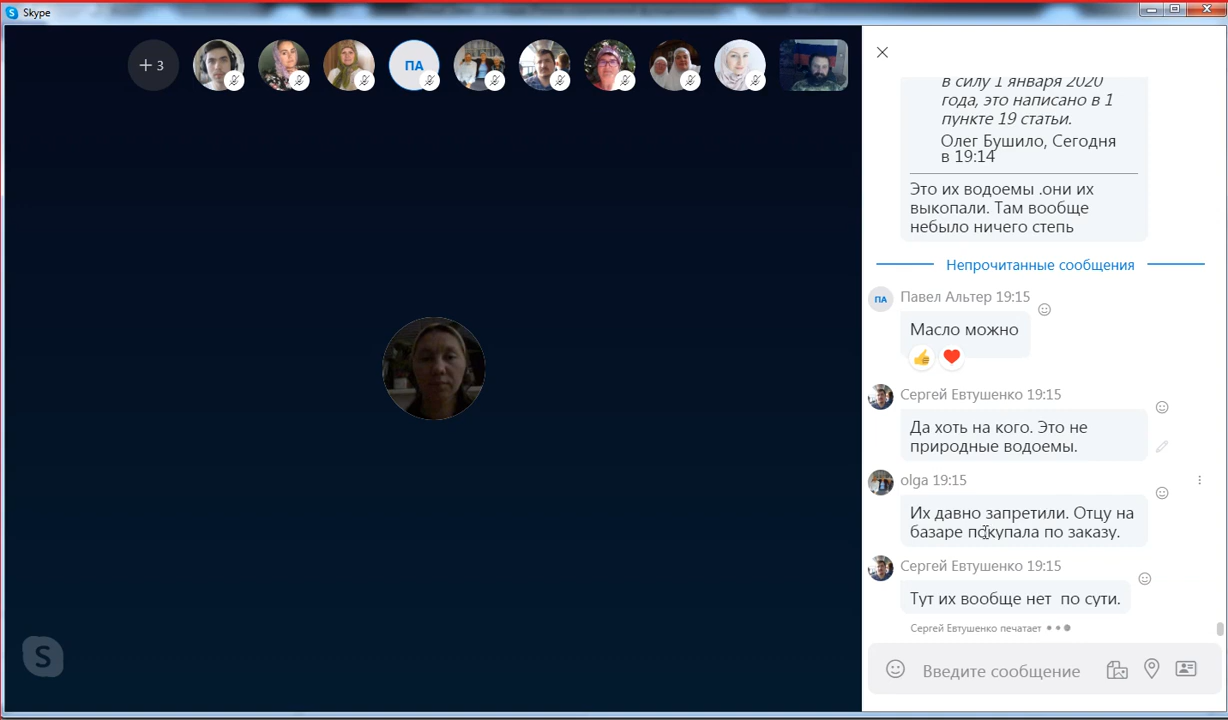 Skype
+ 3
ПА
в силу 1 января 2020
года, это написано в 1
пункте 19 статьи.
Олег Бушило, Сегодня
в 19:14
Это их водоемы .они их
выкопали. Там вообще
небыло ничего степь
Непрочитанные сообщения
ПА
Павел Альтер 19:15
Масло можно
Сергей Евтушенко 19:15
Да хоть на кого. Это не
природные водоемы.
olga 19:15
Их давно запретили. Отцу на
базаре покупала по заказу.
Сергей Евтушенко 19:15
Тут их вообще нет по сути.
Сергей Евтушенко печатает
Введите сообщение
S